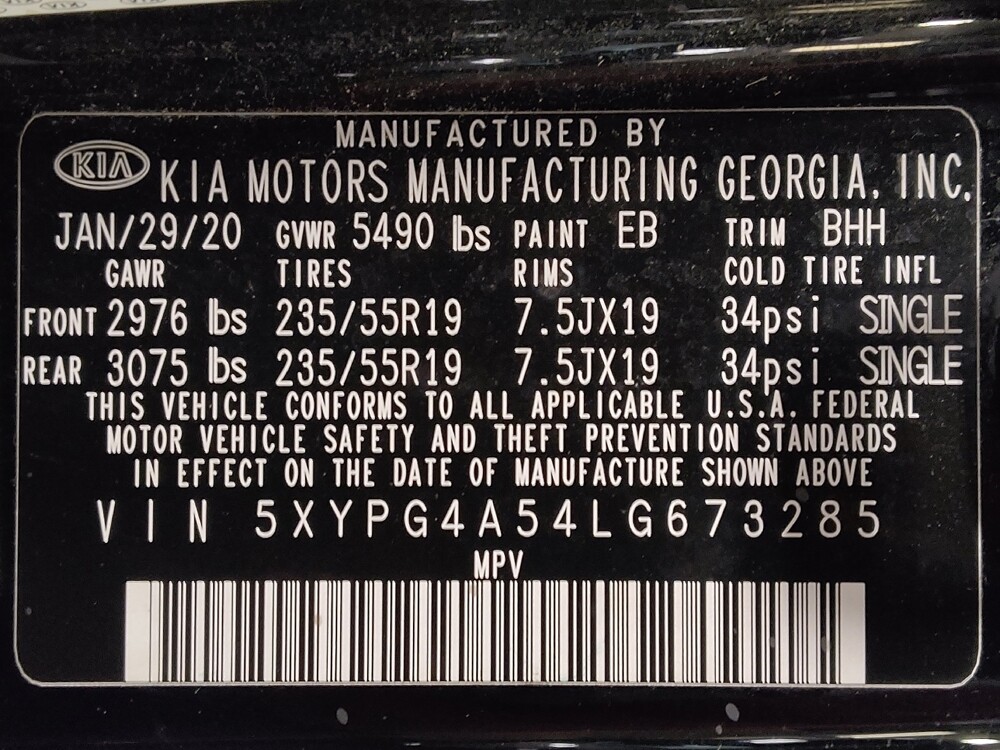 MANUFACTURED BY
KIA KIA MOTORS MANUFACTURING GEORGIA, INC.
JAN/29/20 GVWR 5490 lbs PAINT EB TRIM BHH
GAWR TIRES RIMS COLD TIRE INFL
FRONT 2976 lbs 235/55R19 7.5JX19 34psi SINGLE
REAR 3075 lbs 235/55R19 7.5JX19 34psi SINGLE
THIS VEHICLE CONFORMS TO ALL APPLICABLE U.S.A. FEDERAL
MOTOR VEHICLE SAFETY AND THEFT PREVENTION STANDARDS
IN EFFECT ON THE DATE OF MANUFACTURE SHOWN ABOVE
VIN 5XYPG4A54LG673285
MPV